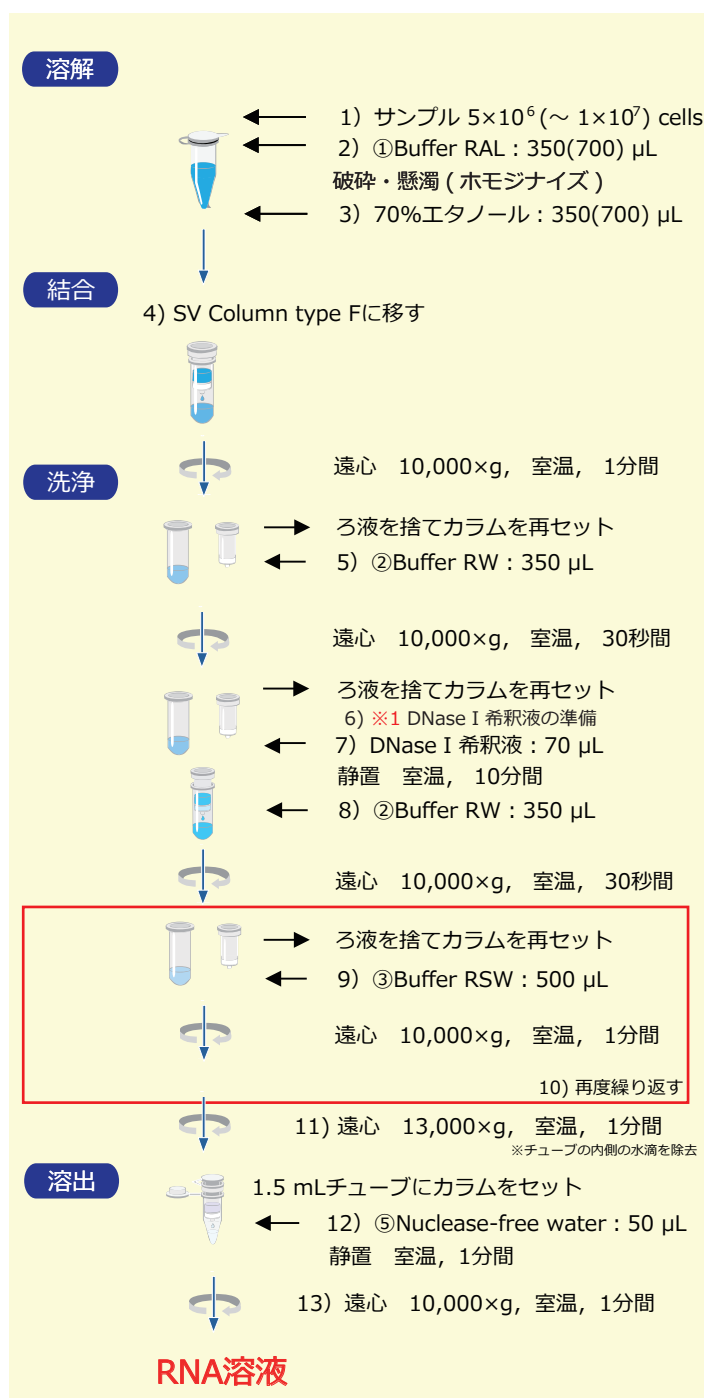 溶解
1）サンプル 5×10⁶(～ 1×10⁷) cells
2）①Buffer RAL：350(700) µL
破砕・懸濁 ( ホモジナイズ )
3）70%エタノール：350(700) µL
結合
4) SV Column type Fに移す
遠心　10,000×g，室温，1分間
洗浄
ろ液を捨てカラムを再セット
5）②Buffer RW：350 µL
遠心　10,000×g，室温，30秒間
ろ液を捨てカラムを再セット
6) ※1 DNase I 希釈液の準備
7）DNase I 希釈液：70 µL
静置　室温，10分間
8）②Buffer RW：350 µL
遠心　10,000×g，室温，30秒間
ろ液を捨てカラムを再セット
9）③Buffer RSW：500 µL
遠心　10,000×g，室温，1分間
10) 再度繰り返す
11) 遠心　13,000×g，室温，1分間
※チューブの内側の水滴を除去
溶出
1.5 mLチューブにカラムをセット
12）⑤Nuclease-free water：50 µL
静置　室温，1分間
13）遠心　10,000×g，室温，1分間
RNA溶液